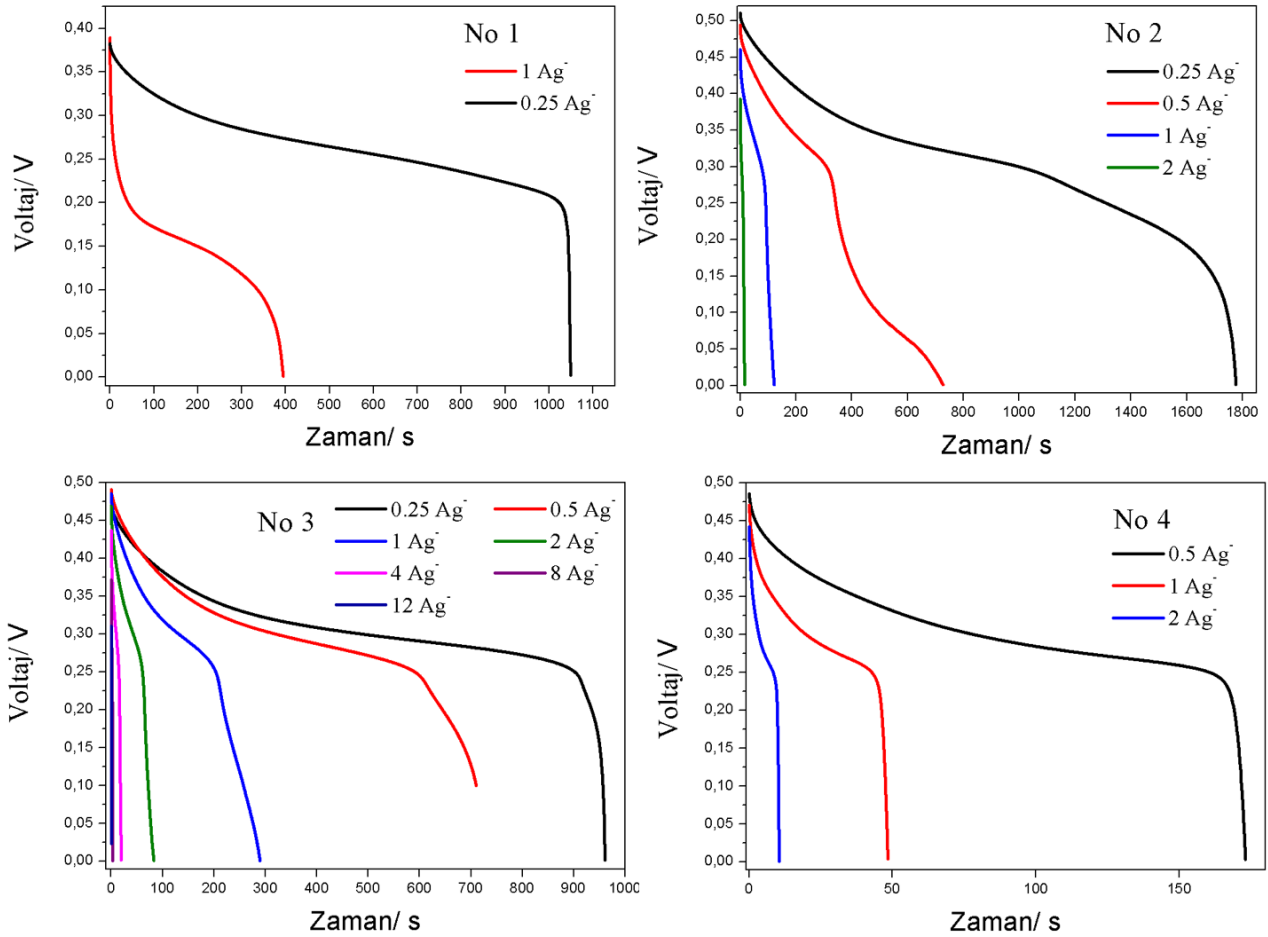 No 1
1 Ag⁻
0.25 Ag⁻
0,40
0,35
0,30
0,25
0,20
0,15
0,10
0,05
0,00
Voltaj/ V
0 100 200 300 400 500 600 700 800 900 1000 1100
Zaman/ s
No 2
0.25 Ag⁻
0.5 Ag⁻
1 Ag⁻
2 Ag⁻
0,50
0,45
0,40
0,35
0,30
0,25
0,20
0,15
0,10
0,05
0,00
Voltaj/ V
0 200 400 600 800 1000 1200 1400 1600 1800
Zaman/ s
No 3
0.25 Ag⁻ 0.5 Ag⁻
1 Ag⁻ 2 Ag⁻
4 Ag⁻ 8 Ag⁻
12 Ag⁻
0,50
0,45
0,40
0,35
0,30
0,25
0,20
0,15
0,10
0,05
0,00
Voltaj/ V
0 100 200 300 400 500 600 700 800 900 1000
Zaman/ s
No 4
0.5 Ag⁻
1 Ag⁻
2 Ag⁻
0,50
0,45
0,40
0,35
0,30
0,25
0,20
0,15
0,10
0,05
0,00
Voltaj/ V
0 50 100 150
Zaman/ s